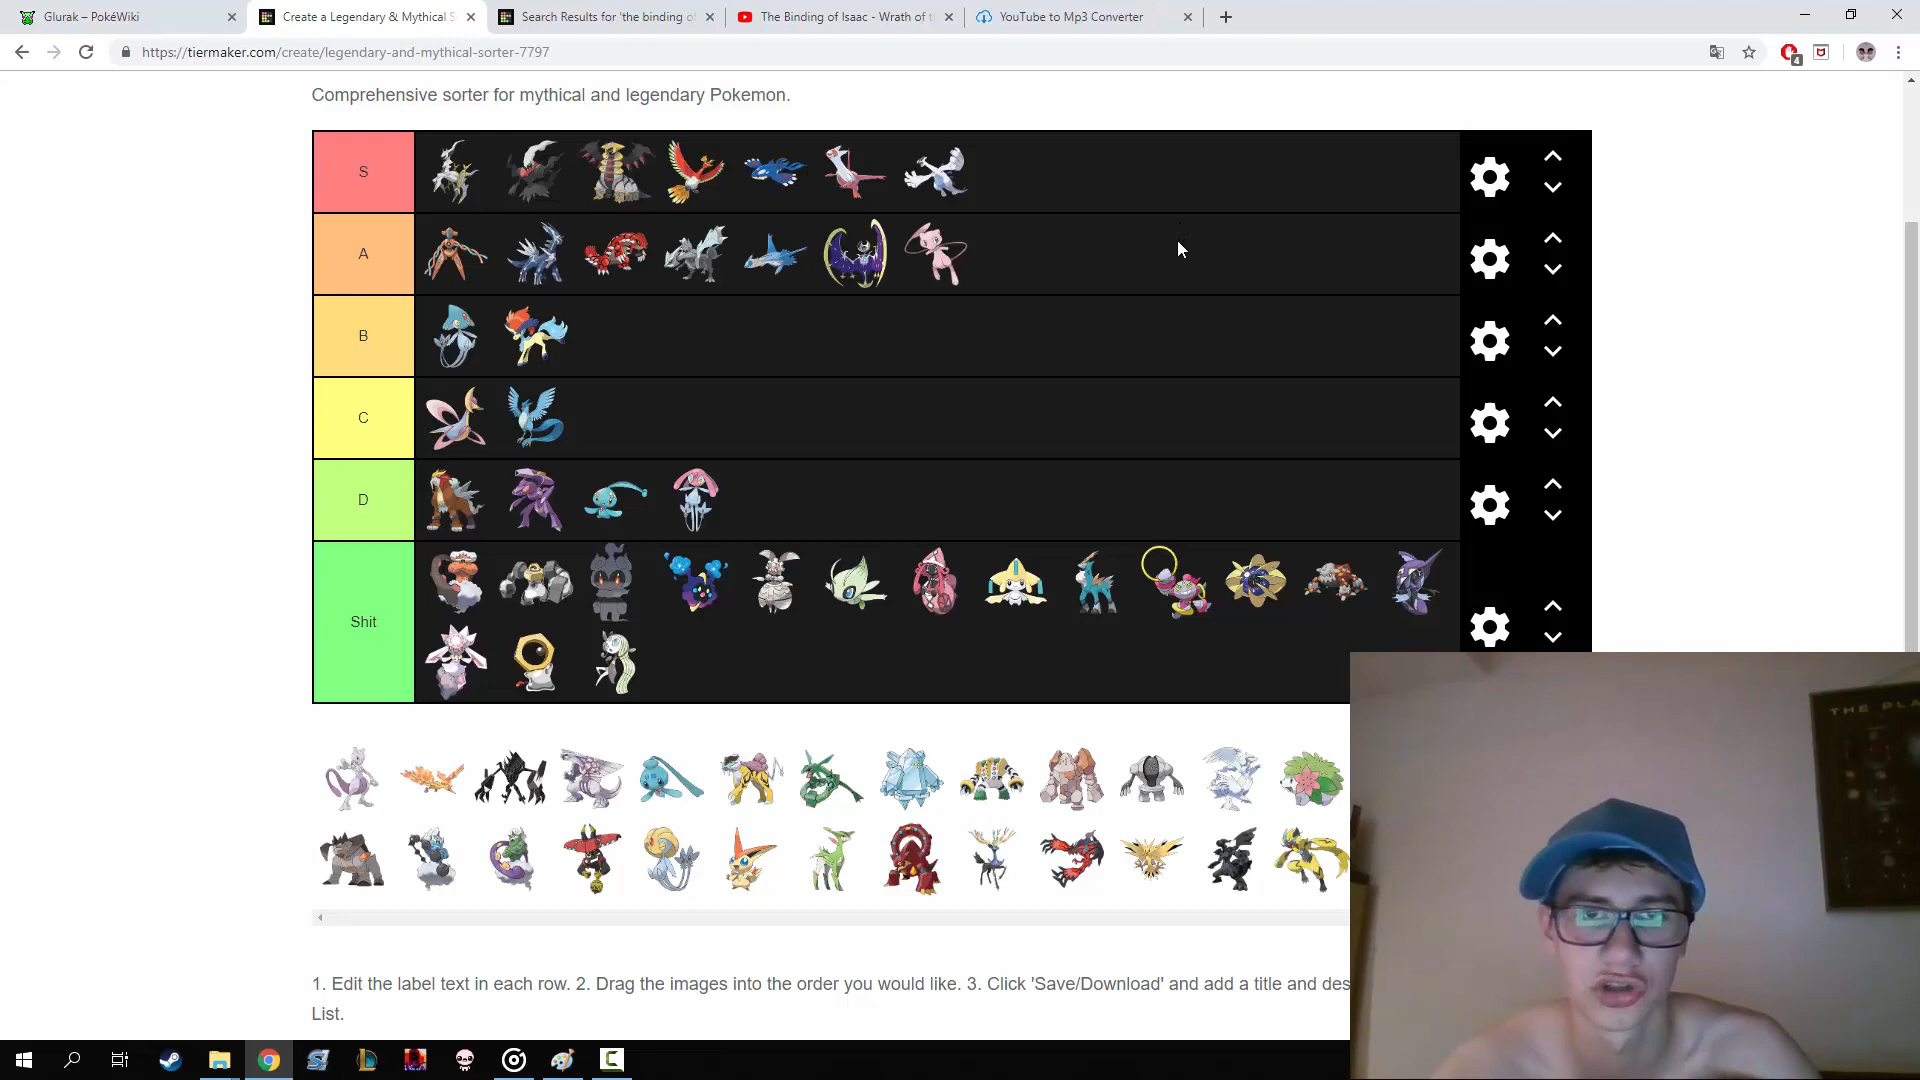 Glurak – PokéWiki
Create a Legendary & Mythical S
Search Results for 'the binding o
The Binding of Isaac - Wrath of t
YouTube to Mp3 Converter
https://tiermaker.com/create/legendary-and-mythical-sorter-7797
4
Comprehensive sorter for mythical and legendary Pokemon.
S
A
B
C
D
Shit
THE PLA
1. Edit the label text in each row. 2. Drag the images into the order you would like. 3. Click 'Save/Download' and add a title and des
List.